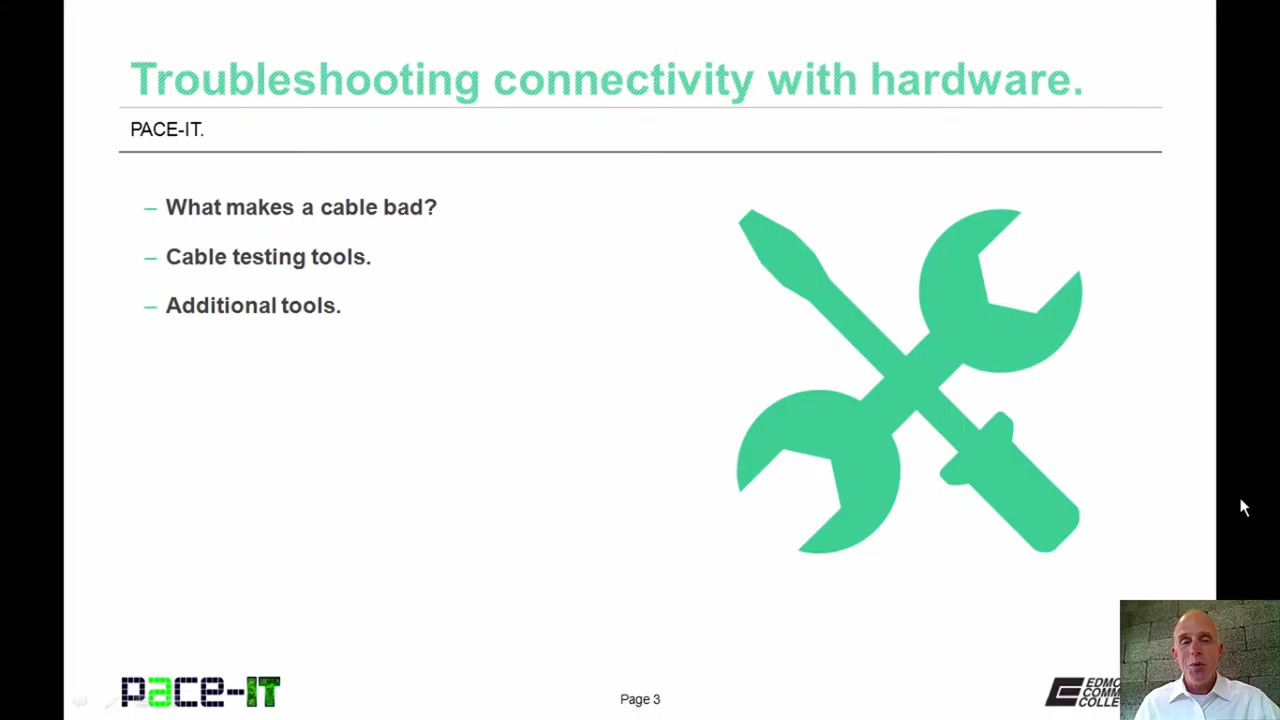 Troubleshooting connectivity with hardware.
PACE-IT.
– What makes a cable bad?
– Cable testing tools.
– Additional tools.
pace-IT
Page 3